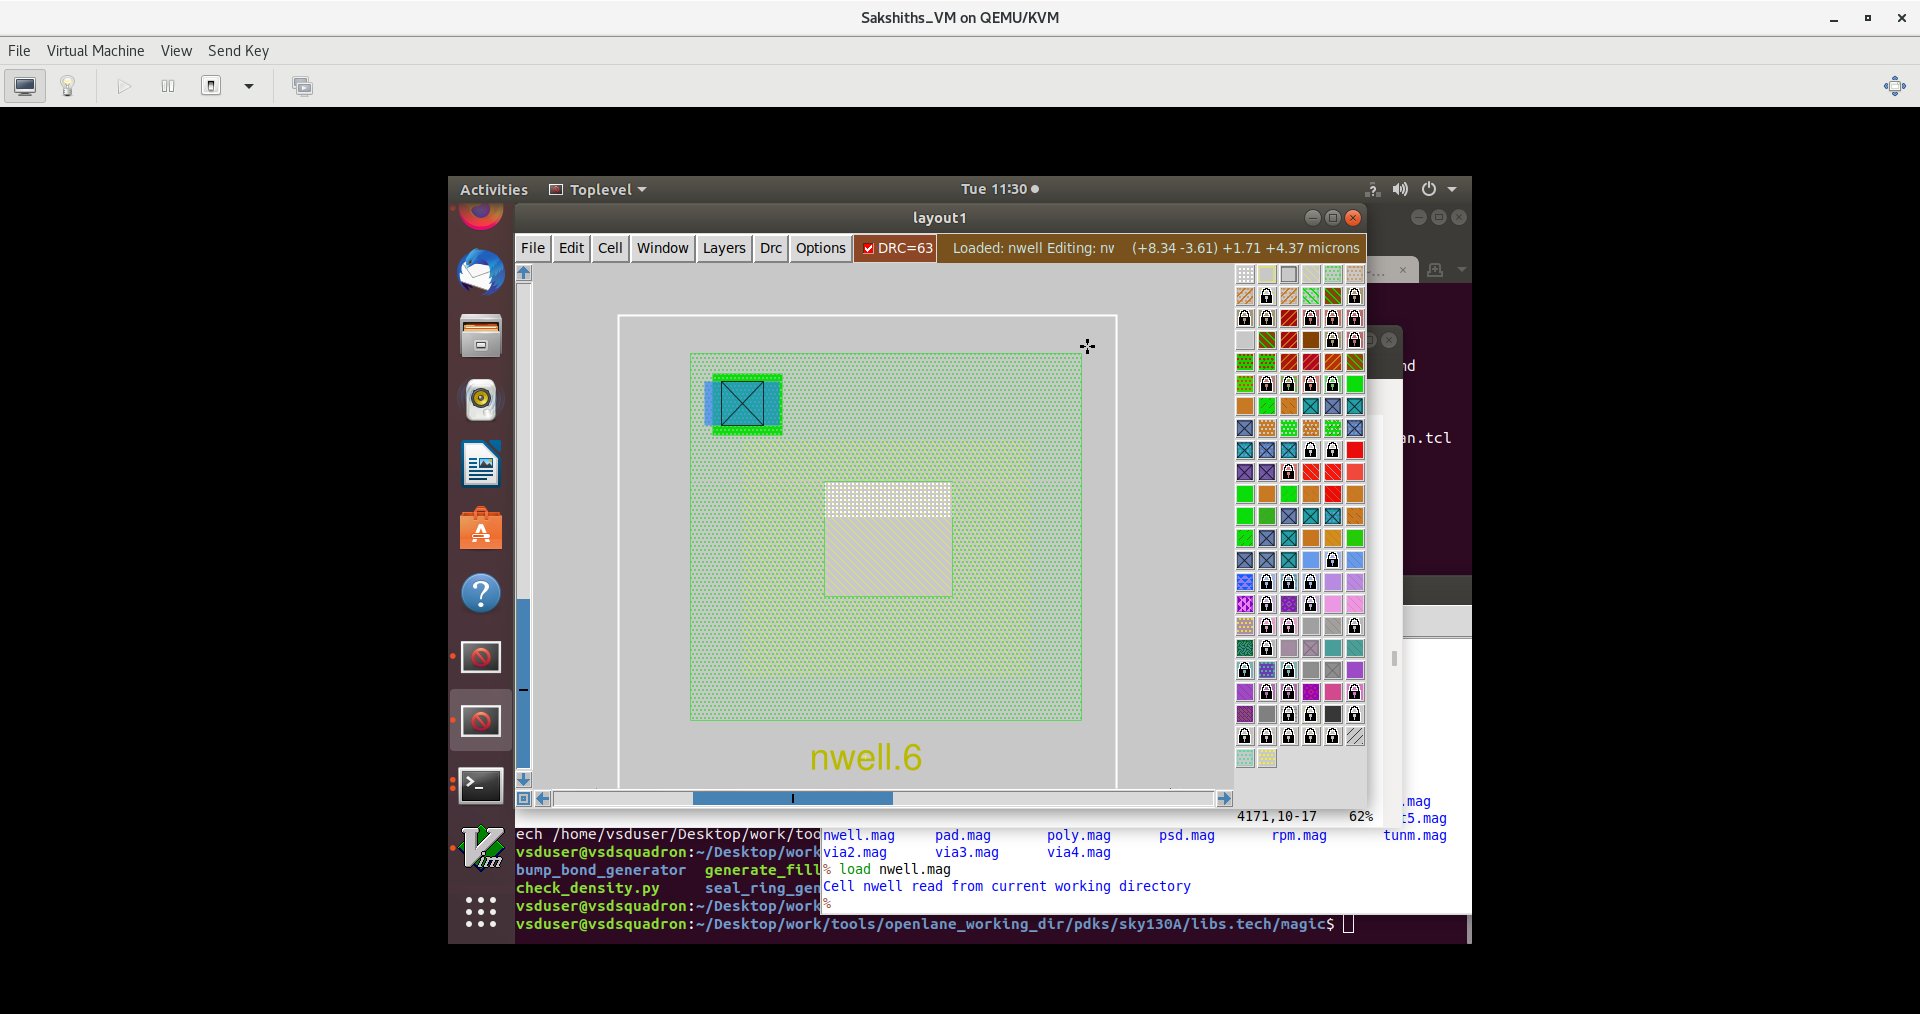 Sakshiths_VM on QEMU/KVM
File Virtual Machine View Send Key
Activities Toplevel Tue 11:30
layout1
File Edit Cell Window Layers Drc Options DRC=63 Loaded: nwell Editing: nw (+8.34 -3.61) +1.71 +4.37 microns
nd
an.tcl
nwell.6
4171,10-17 62%
.mag
t5.mag
ech /home/vsduser/Desktop/work/too
nwell.mag pad.mag poly.mag psd.mag rpm.mag tunm.mag
vsduser@vsdsquadron:~/Desktop/work
via2.mag via3.mag via4.mag
bump_bond_generator generate_fill
% load nwell.mag
check_density.py seal_ring_gen
Cell nwell read from current working directory
vsduser@vsdsquadron:~/Desktop/work
%
vsduser@vsdsquadron:~/Desktop/work/tools/openlane_working_dir/pdks/sky130A/libs.tech/magic$